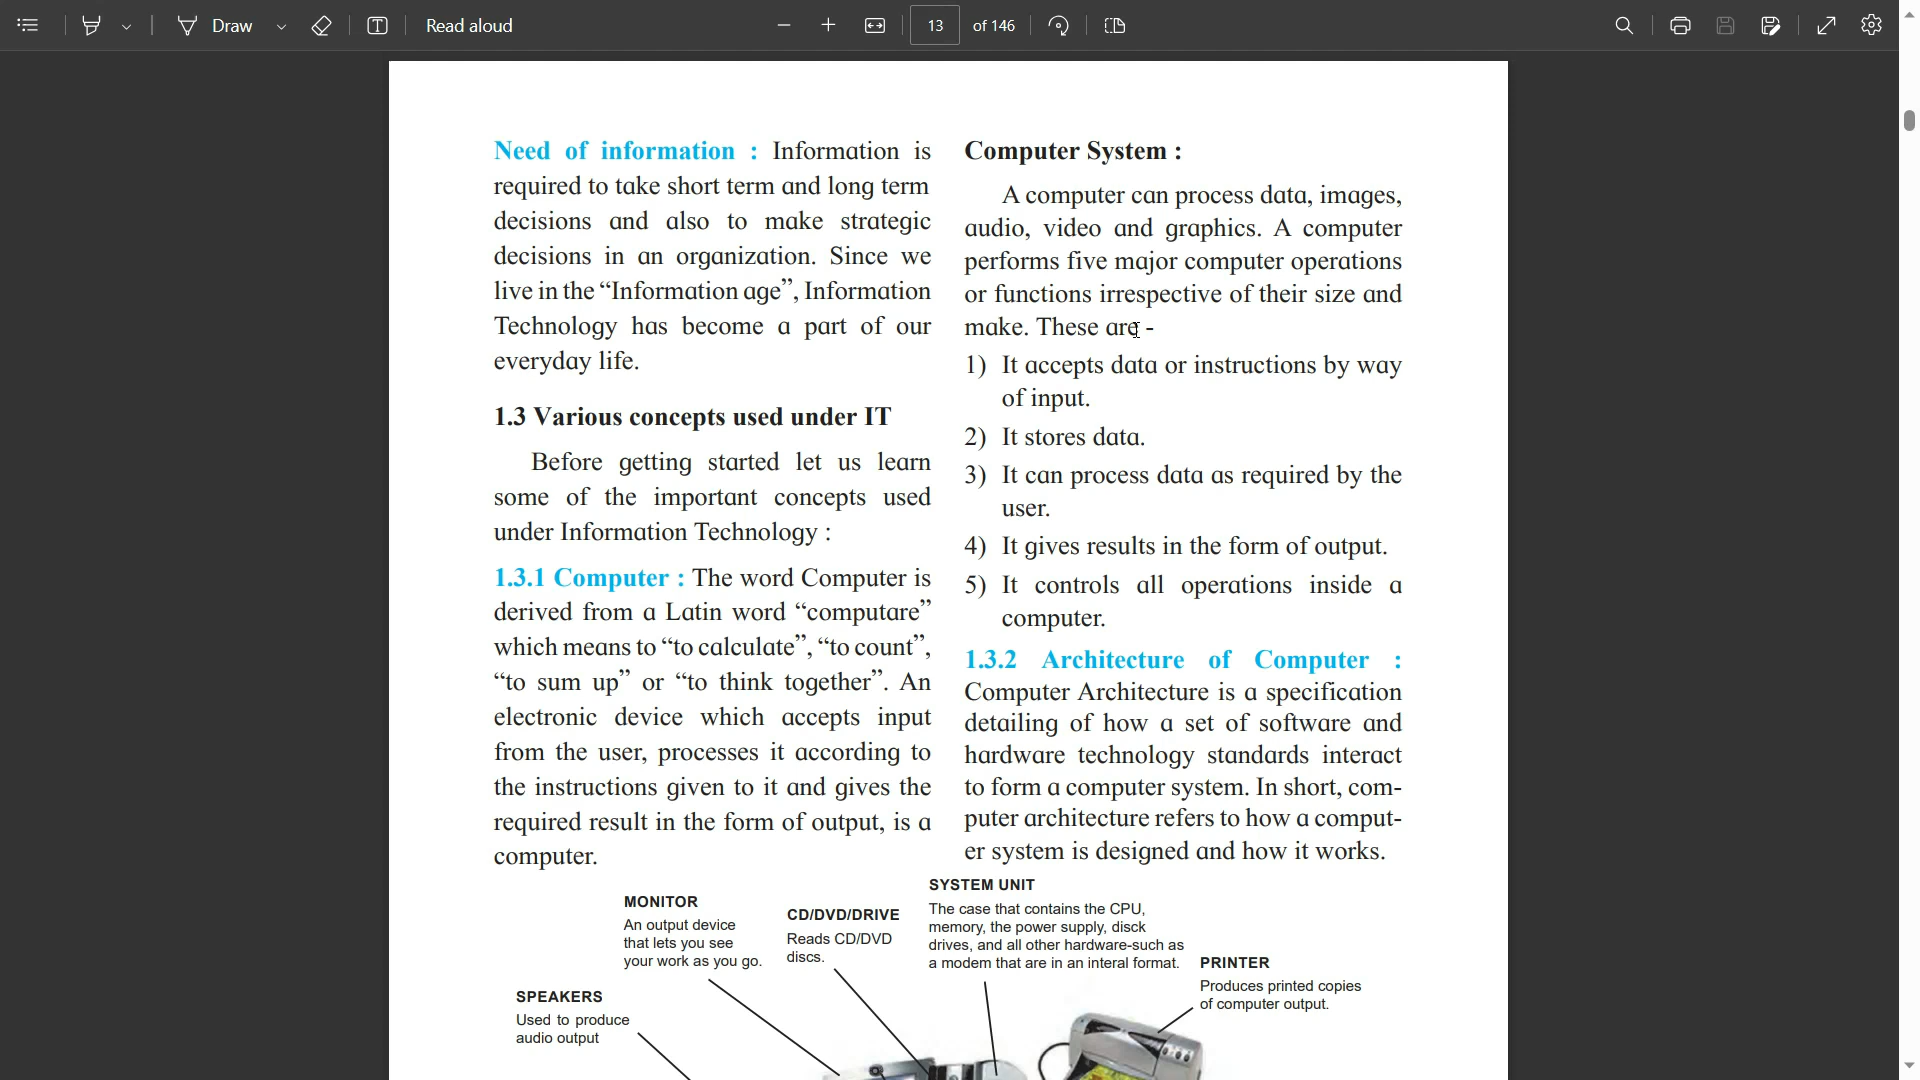 Draw
Read aloud
13 of 146
Need of information : Information is
required to take short term and long term
decisions and also to make strategic
decisions in an organization. Since we
live in the “Information age”, Information
Technology has become a part of our
everyday life.
1.3 Various concepts used under IT
Before getting started let us learn
some of the important concepts used
under Information Technology :
1.3.1 Computer : The word Computer is
derived from a Latin word “computare”
which means to “to calculate”, “to count”,
“to sum up” or “to think together”. An
electronic device which accepts input
from the user, processes it according to
the instructions given to it and gives the
required result in the form of output, is a
computer.
Computer System :
A computer can process data, images,
audio, video and graphics. A computer
performs five major computer operations
or functions irrespective of their size and
make. These are -
1) It accepts data or instructions by way
of input.
2) It stores data.
3) It can process data as required by the
user.
4) It gives results in the form of output.
5) It controls all operations inside a
computer.
1.3.2 Architecture of Computer :
Computer Architecture is a specification
detailing of how a set of software and
hardware technology standards interact
to form a computer system. In short, com-
puter architecture refers to how a comput-
er system is designed and how it works.
MONITOR
An output device
that lets you see
your work as you go.
CD/DVD/DRIVE
Reads CD/DVD
discs.
SYSTEM UNIT
The case that contains the CPU,
memory, the power supply, disck
drives, and all other hardware-such as
a modem that are in an interal format.
PRINTER
Produces printed copies
of computer output.
SPEAKERS
Used to produce
audio output